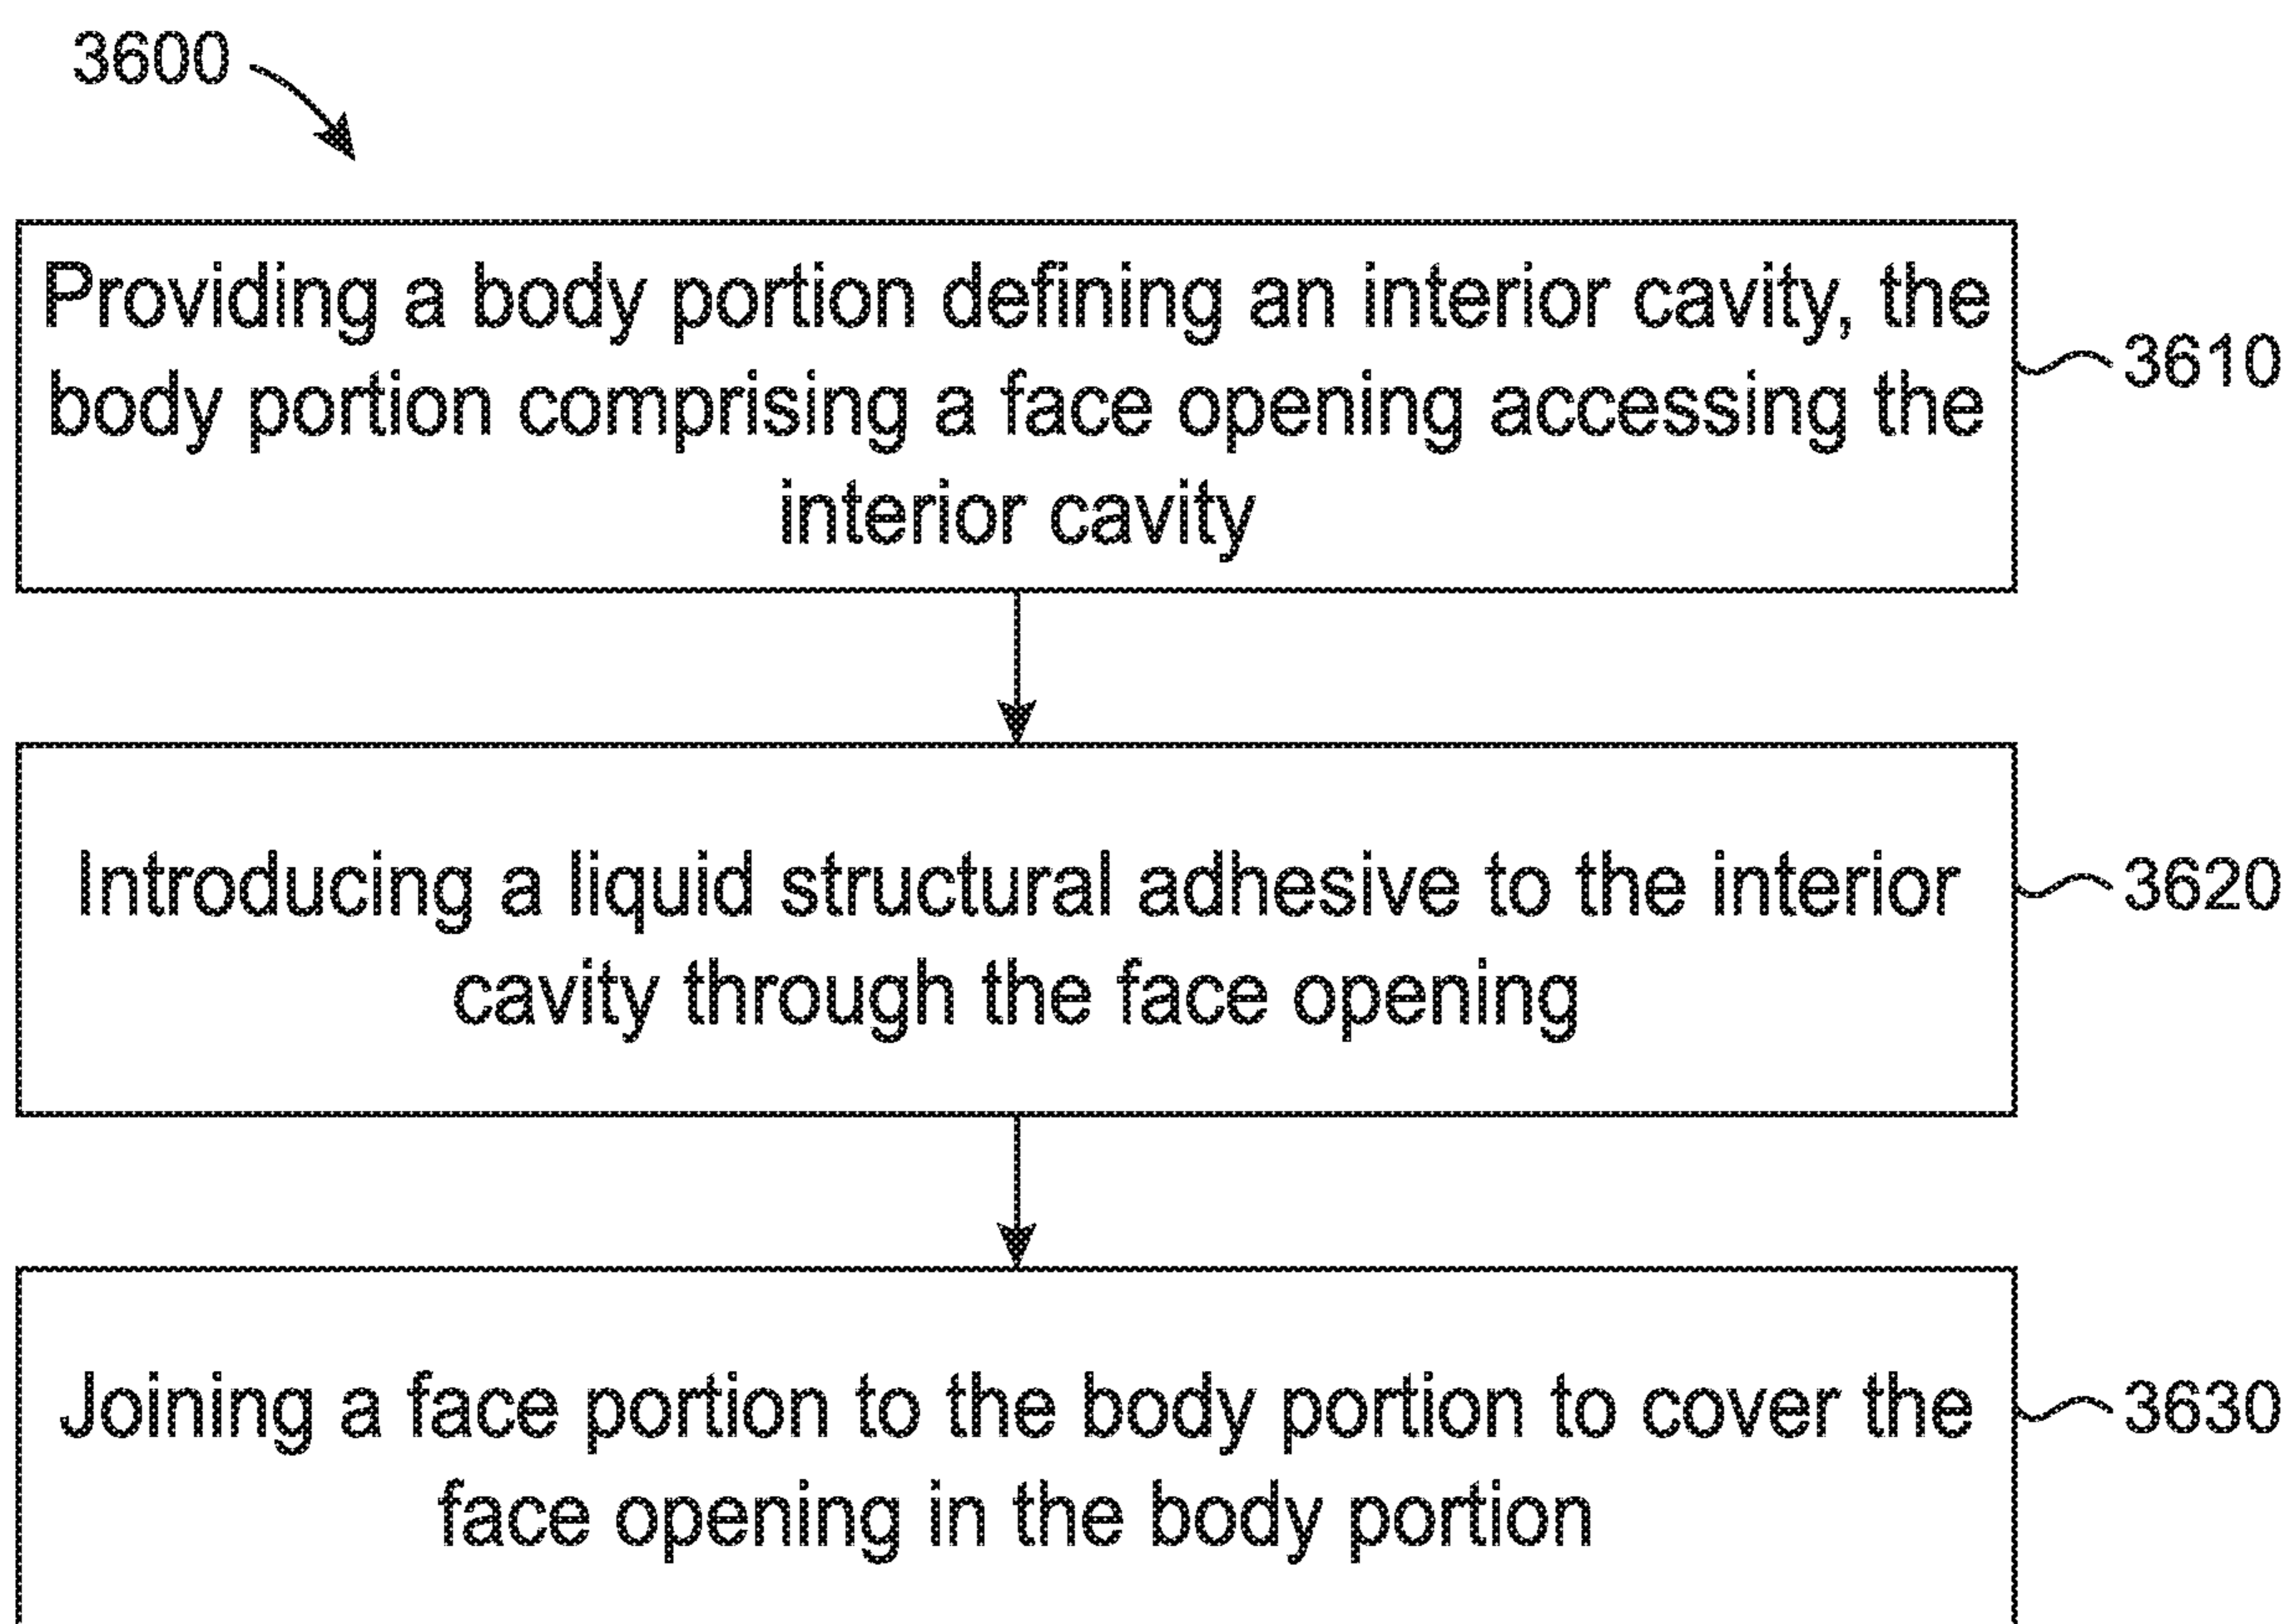 3600
Providing a body portion defining an interior cavity, the
body portion comprising a face opening accessing the
interior cavity
3610
Introducing a liquid structural adhesive to the interior
cavity through the face opening
3620
Joining a face portion to the body portion to cover the
face opening in the body portion
3630